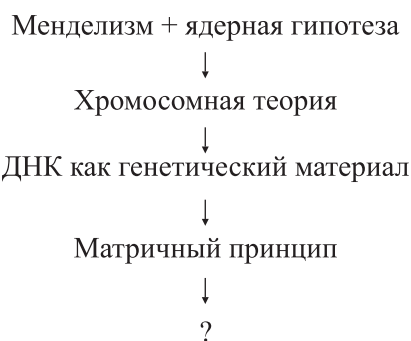 Менделизм + ядерная гипотеза
Хромосомная теория
ДНК как генетический материал
Матричный принцип
?